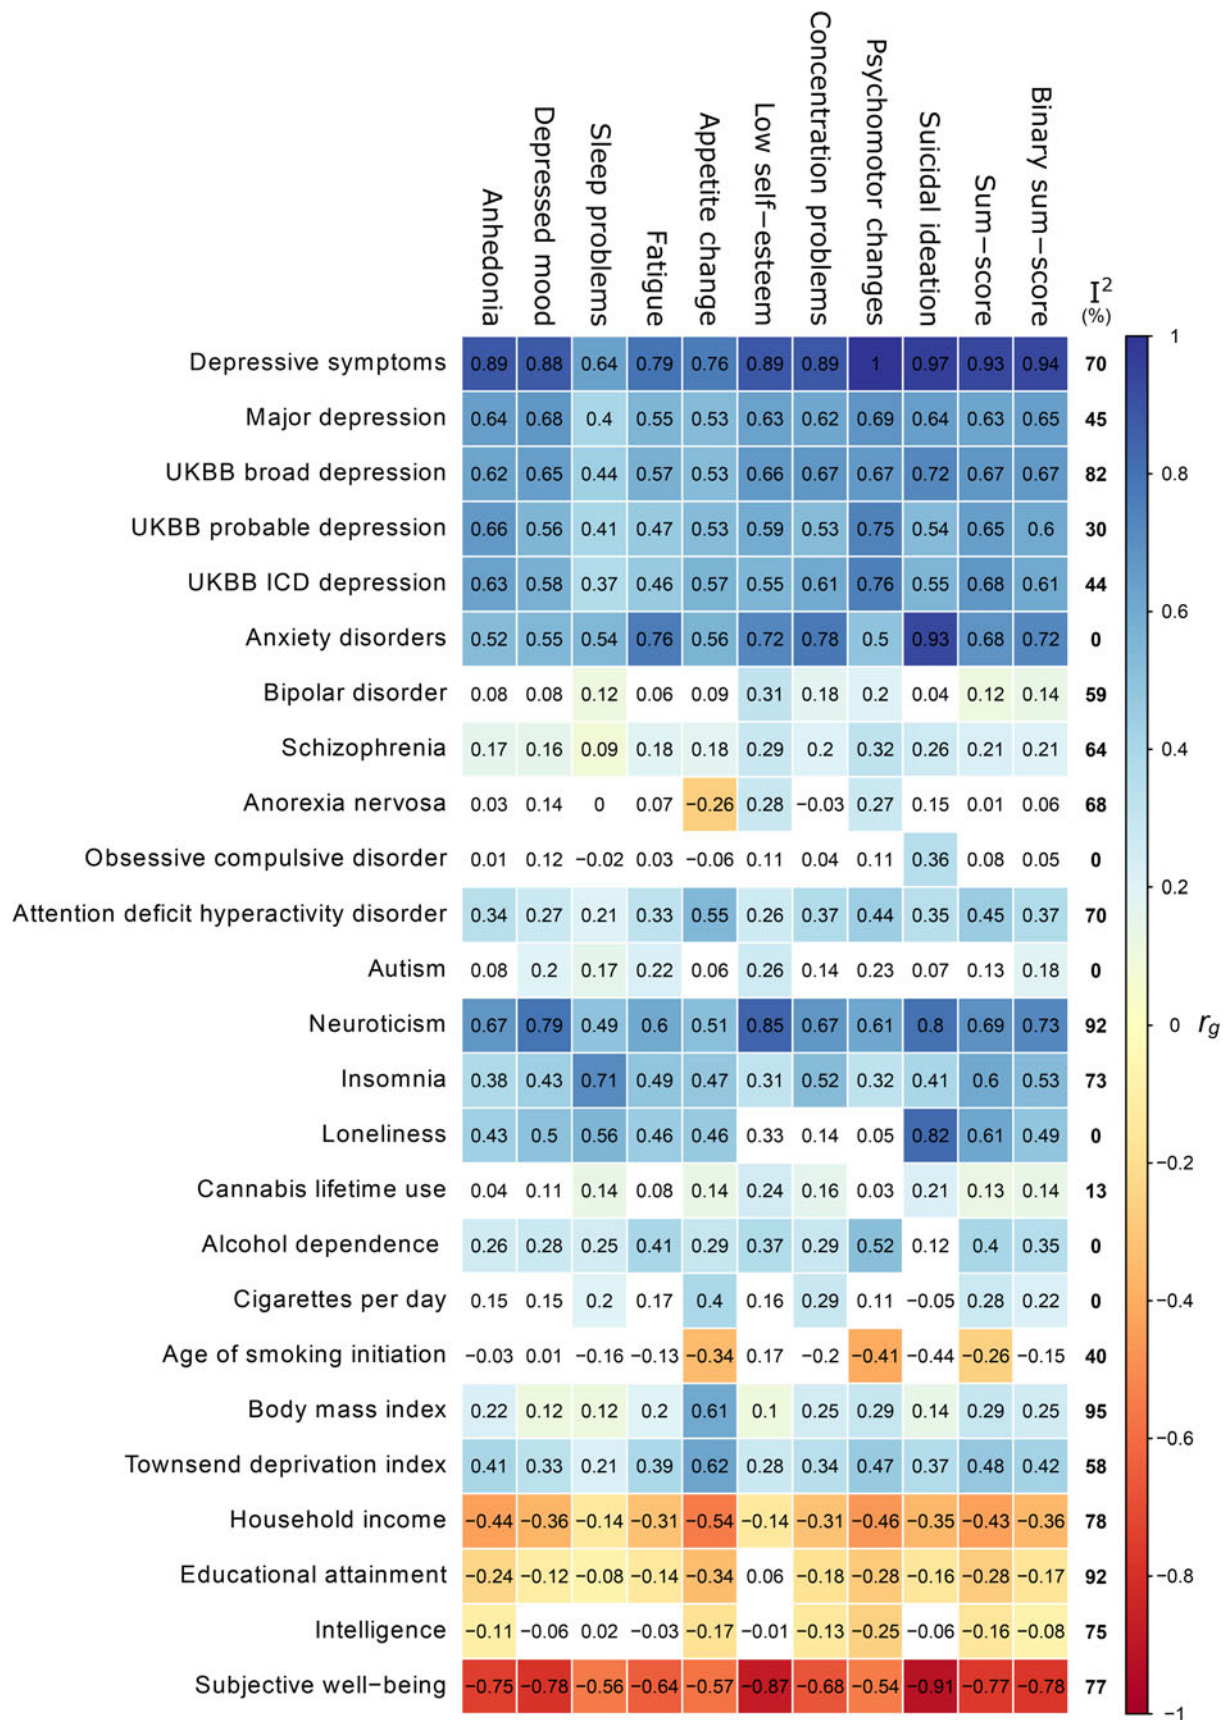 Anhedonia
Depressed mood
Sleep problems
Fatigue
Appetite change
Low self−esteem
Concentration problems
Psychomotor changes
Suicidal ideation
Sum−score
Binary sum−score
I²
(%)
Depressive symptoms 0.89 0.88 0.64 0.79 0.76 0.89 0.89 1 0.97 0.93 0.94 70
Major depression 0.64 0.68 0.4 0.55 0.53 0.63 0.62 0.69 0.64 0.63 0.65 45
UKBB broad depression 0.62 0.65 0.44 0.57 0.53 0.66 0.67 0.67 0.72 0.67 0.67 82
UKBB probable depression 0.66 0.56 0.41 0.47 0.53 0.59 0.53 0.75 0.54 0.65 0.6 30
UKBB ICD depression 0.63 0.58 0.37 0.46 0.57 0.55 0.61 0.76 0.55 0.68 0.61 44
Anxiety disorders 0.52 0.55 0.54 0.76 0.56 0.72 0.78 0.5 0.93 0.68 0.72 0
Bipolar disorder 0.08 0.08 0.12 0.06 0.09 0.31 0.18 0.2 0.04 0.12 0.14 59
Schizophrenia 0.17 0.16 0.09 0.18 0.18 0.29 0.2 0.32 0.26 0.21 0.21 64
Anorexia nervosa 0.03 0.14 0 0.07 −0.26 0.28 −0.03 0.27 0.15 0.01 0.06 68
Obsessive compulsive disorder 0.01 0.12 −0.02 0.03 −0.06 0.11 0.04 0.11 0.36 0.08 0.05 0
Attention deficit hyperactivity disorder 0.34 0.27 0.21 0.33 0.55 0.26 0.37 0.44 0.35 0.45 0.37 70
Autism 0.08 0.2 0.17 0.22 0.06 0.26 0.14 0.23 0.07 0.13 0.18 0
Neuroticism 0.67 0.79 0.49 0.6 0.51 0.85 0.67 0.61 0.8 0.69 0.73 92
Insomnia 0.38 0.43 0.71 0.49 0.47 0.31 0.52 0.32 0.41 0.6 0.53 73
Loneliness 0.43 0.5 0.56 0.46 0.46 0.33 0.14 0.05 0.82 0.61 0.49 0
Cannabis lifetime use 0.04 0.11 0.14 0.08 0.14 0.24 0.16 0.03 0.21 0.13 0.14 13
Alcohol dependence 0.26 0.28 0.25 0.41 0.29 0.37 0.29 0.52 0.12 0.4 0.35 0
Cigarettes per day 0.15 0.15 0.2 0.17 0.4 0.16 0.29 0.11 −0.05 0.28 0.22 0
Age of smoking initiation −0.03 0.01 −0.16 −0.13 −0.34 0.17 −0.2 −0.41 −0.44 −0.26 −0.15 40
Body mass index 0.22 0.12 0.12 0.2 0.61 0.1 0.25 0.29 0.14 0.29 0.25 95
Townsend deprivation index 0.41 0.33 0.21 0.39 0.62 0.28 0.34 0.47 0.37 0.48 0.42 58
Household income −0.44 −0.36 −0.14 −0.31 −0.54 −0.14 −0.31 −0.46 −0.35 −0.43 −0.36 78
Educational attainment −0.24 −0.12 −0.08 −0.14 −0.34 0.06 −0.18 −0.28 −0.16 −0.28 −0.17 92
Intelligence −0.11 −0.06 0.02 −0.03 −0.17 −0.01 −0.13 −0.25 −0.06 −0.16 −0.08 75
Subjective well−being −0.75 −0.78 −0.56 −0.64 −0.57 −0.87 −0.68 −0.54 −0.91 −0.77 −0.78 77
1
0.8
0.6
0.4
0.2
0 r_g
−0.2
−0.4
−0.6
−0.8
−1